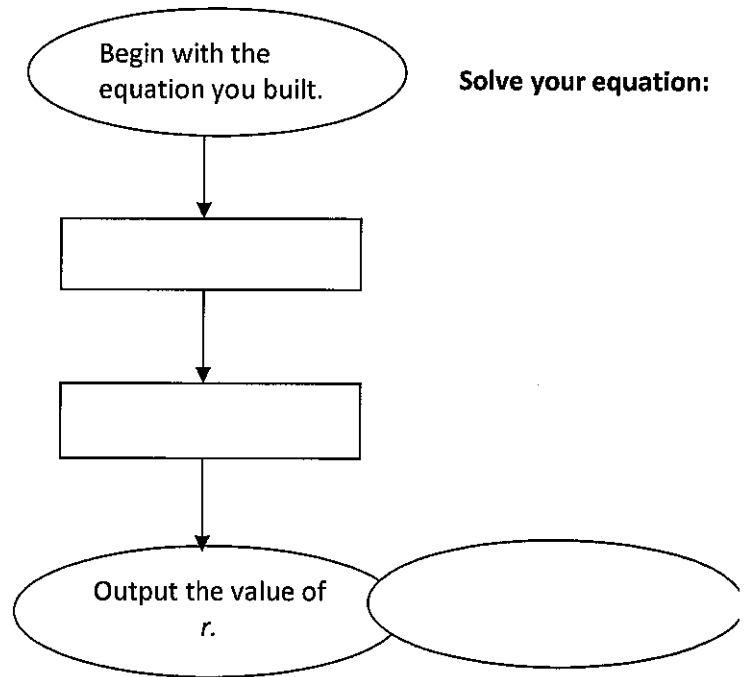 Begin with the
equation you built.
Solve your equation:
Output the value of
r.